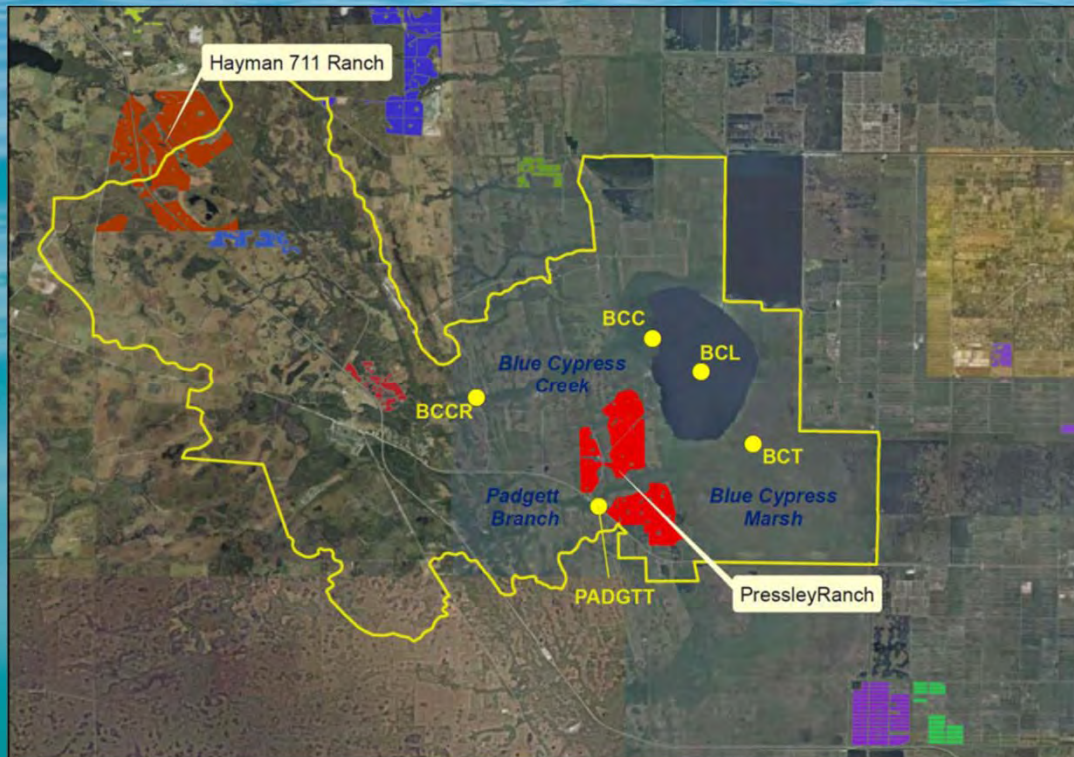 Hayman 711 Ranch
BCC
BCL
Blue Cypress
Creek
BCCR
BCT
Padgett
Branch
Blue Cypress
Marsh
PADGTT
PressleyRanch